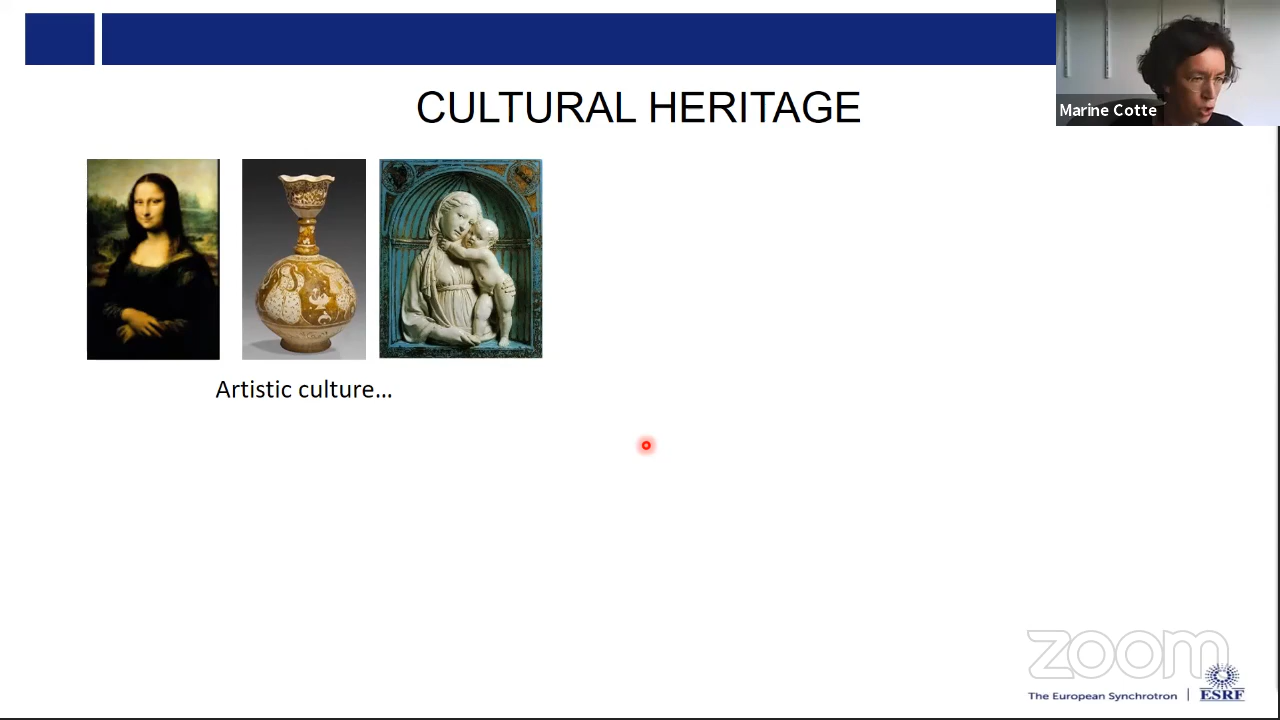 Marine Cotte
CULTURAL HERITAGE
Artistic culture…
zoom
The European Synchrotron
ESRF